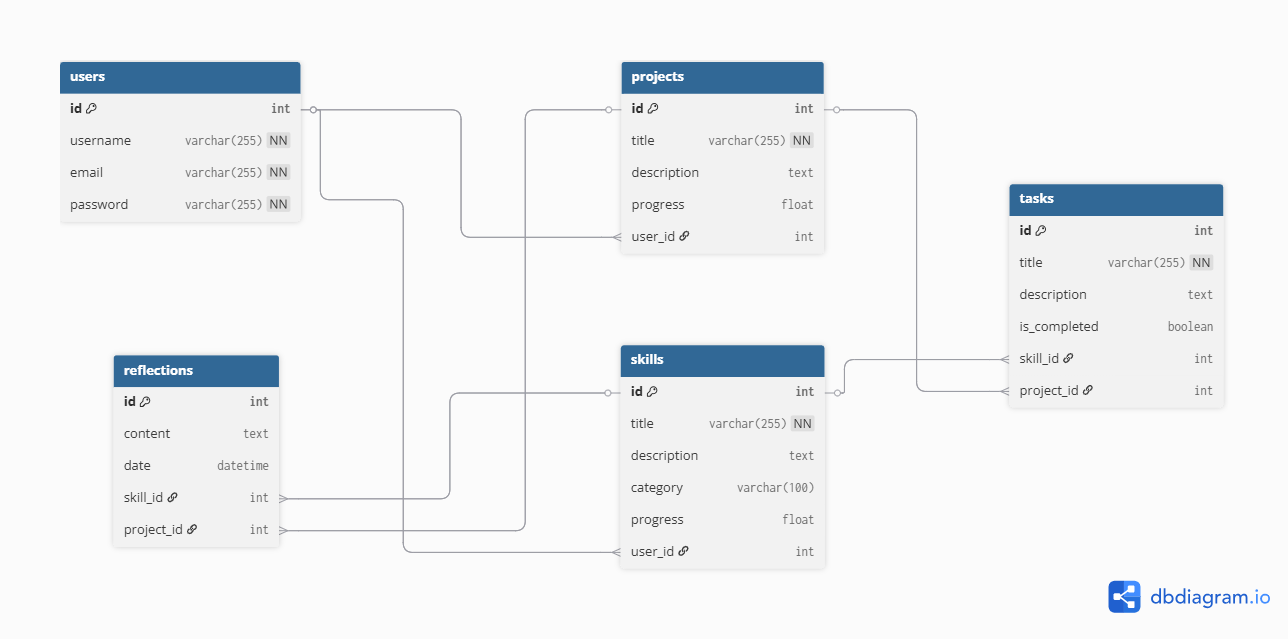 users
id int
username varchar(255) NN
email varchar(255) NN
password varchar(255) NN
projects
id int
title varchar(255) NN
description text
progress float
user_id int
tasks
id int
title varchar(255) NN
description text
is_completed boolean
skill_id int
project_id int
reflections
id int
content text
date datetime
skill_id int
project_id int
skills
id int
title varchar(255) NN
description text
category varchar(100)
progress float
user_id int
dbdiagram.io